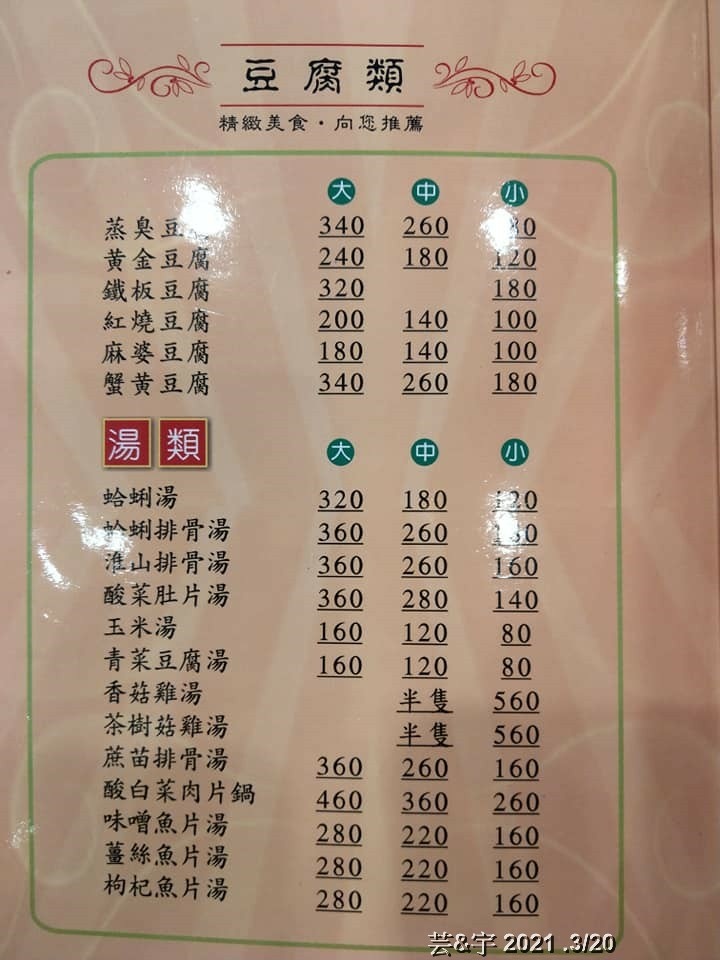 豆腐類
精緻美食・向您推薦
大 中 小
蒸臭豆 340 260
黃金豆腐 240 180 120
鐵板豆腐 320 180
紅燒豆腐 200 140 100
麻婆豆腐 180 140 100
蟹黃豆腐 340 260 180
湯類 大 中 小
蛤蜊湯 320 180 120
蛤蜊排骨湯 360 260
淮山排骨湯 360 260 160
酸菜肚片湯 360 280 140
玉米湯 160 120 80
青菜豆腐湯 160 120 80
香菇雞湯 半隻 560
茶樹菇雞湯 半隻 560
蔗苗排骨湯 360 260 160
酸白菜肉片鍋 460 360 260
味噌魚片湯 280 220 160
薑絲魚片湯 280 220 160
枸杞魚片湯 280 220 160
芸&宇 2021 .3/20